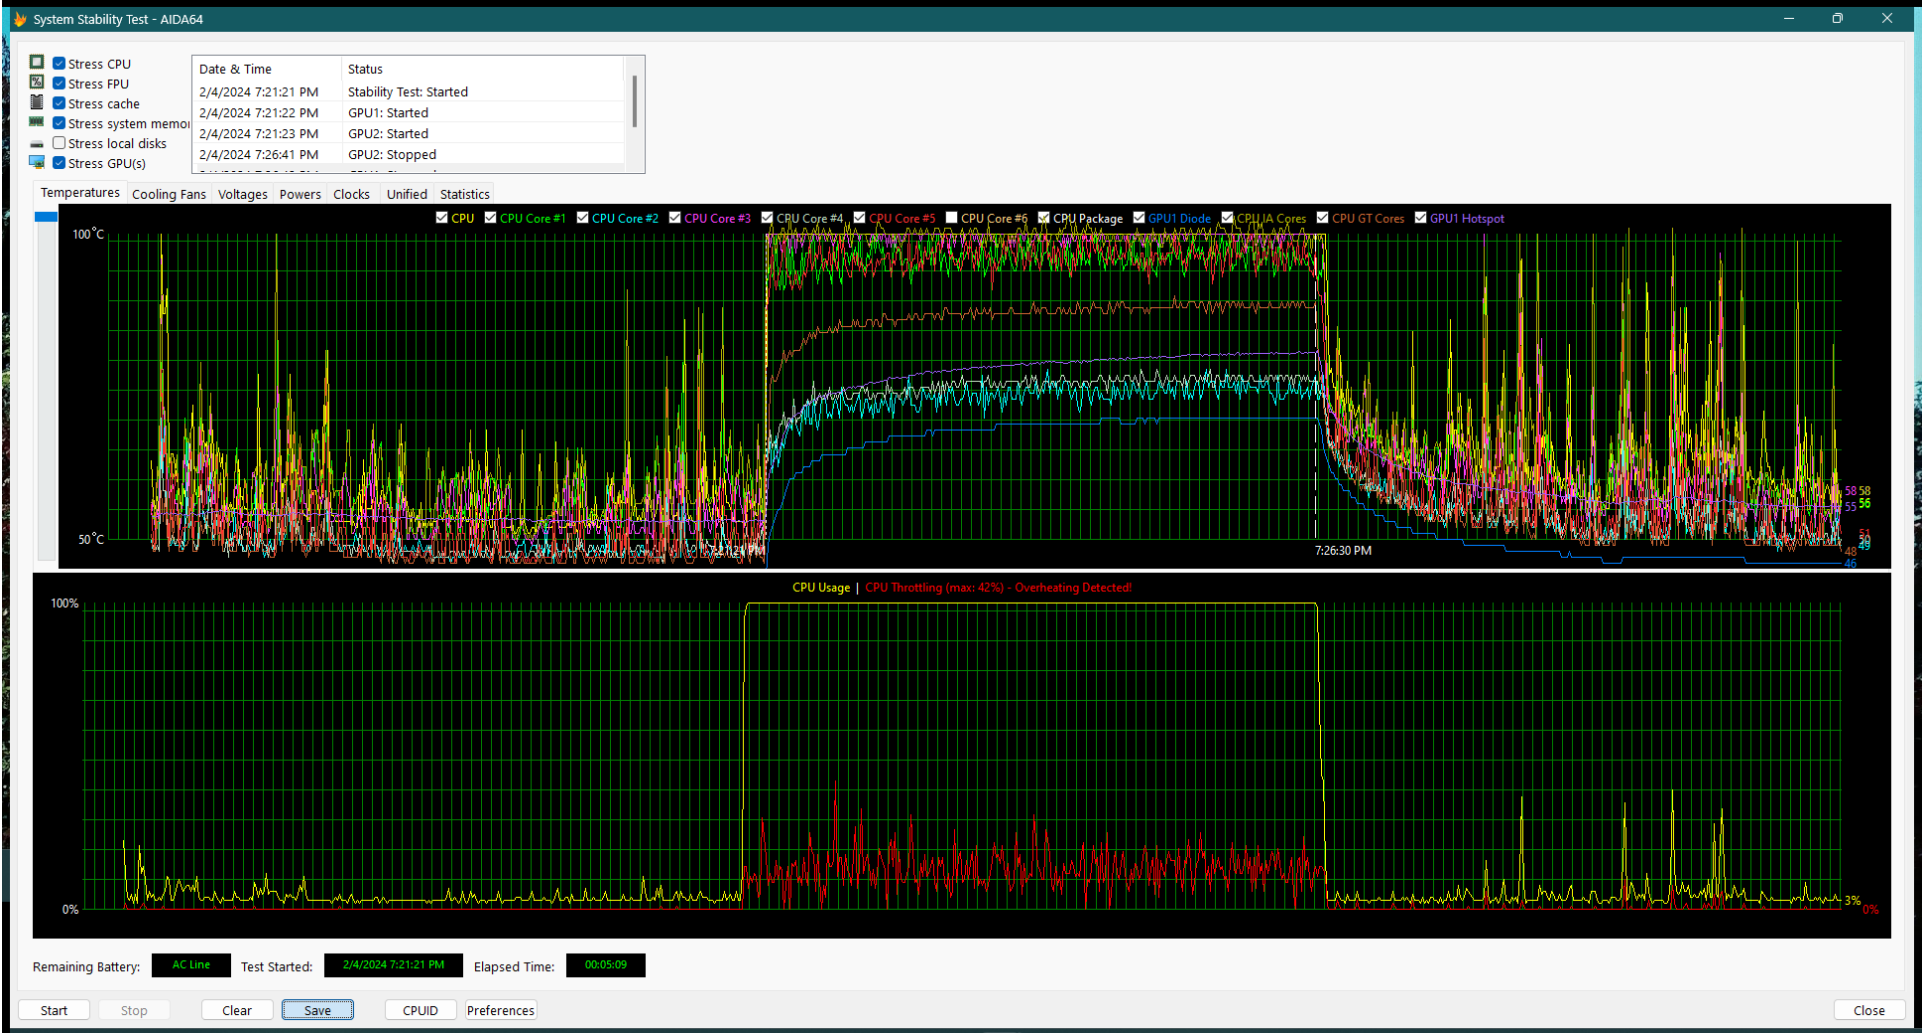 System Stability Test - AIDA64
Stress CPU
Stress FPU
Stress cache
Stress system memor
Stress local disks
Stress GPU(s)
Date & Time Status
2/4/2024 7:21:21 PM Stability Test: Started
2/4/2024 7:21:22 PM GPU1: Started
2/4/2024 7:21:23 PM GPU2: Started
2/4/2024 7:26:41 PM GPU2: Stopped
Temperatures Cooling Fans Voltages Powers Clocks Unified Statistics
CPU CPU Core #1 CPU Core #2 CPU Core #3 CPU Core #4 CPU Core #5 CPU Core #6 CPU Package GPU1 Diode CPU IA Cores CPU GT Cores GPU1 Hotspot
100°C
58 58
55 56
51
50
49
48
46
50°C
7:21:21 PM
7:26:30 PM
CPU Usage | CPU Throttling (max: 42%) - Overheating Detected!
100%
0%
3% 0%
Remaining Battery: AC Line Test Started: 2/4/2024 7:21:21 PM Elapsed Time: 00:05:09
Start Stop Clear Save CPUID Preferences Close